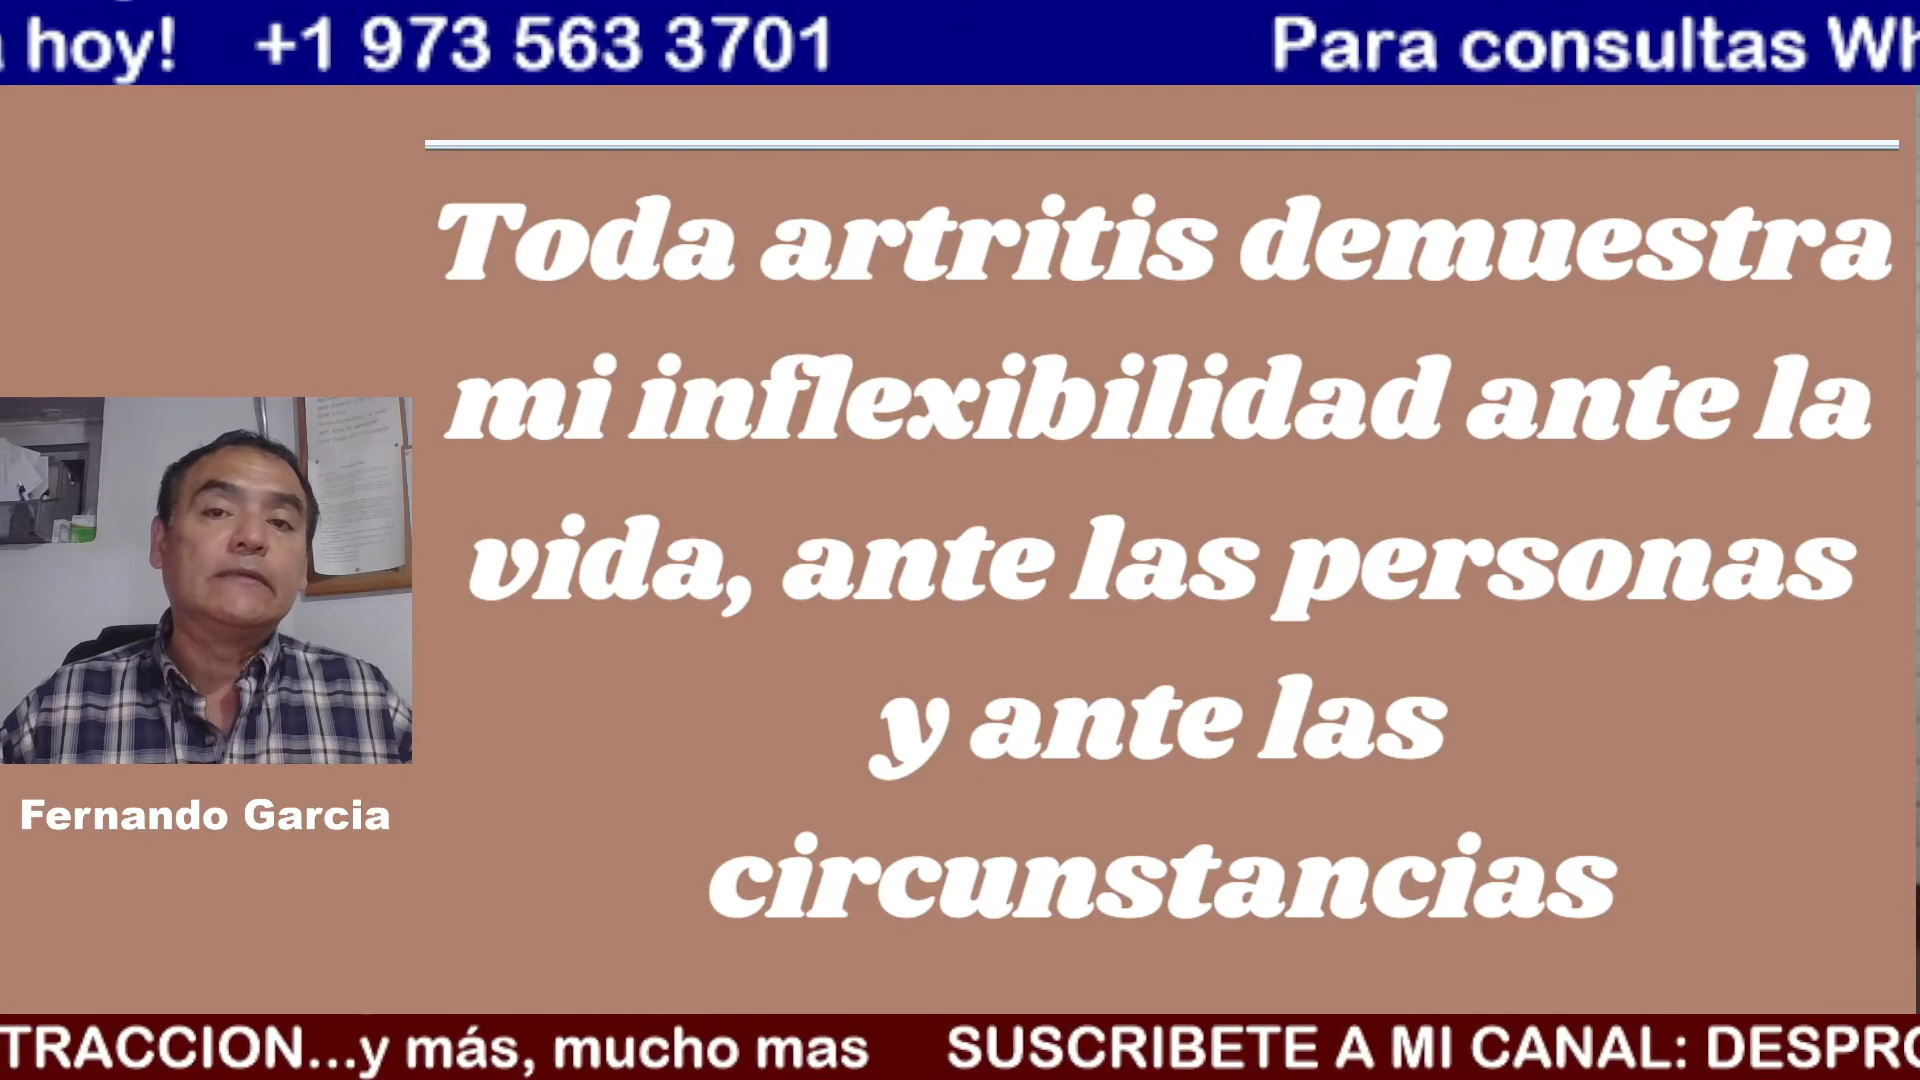 hoy! +1 973 563 3701 Para consultas
Toda artritis demuestra
mi inflexibilidad ante la
vida, ante las personas
y ante las
circunstancias
Fernando Garcia
TRACCION...y más, mucho mas SUSCRIBETE A MI CANAL: DESPRO